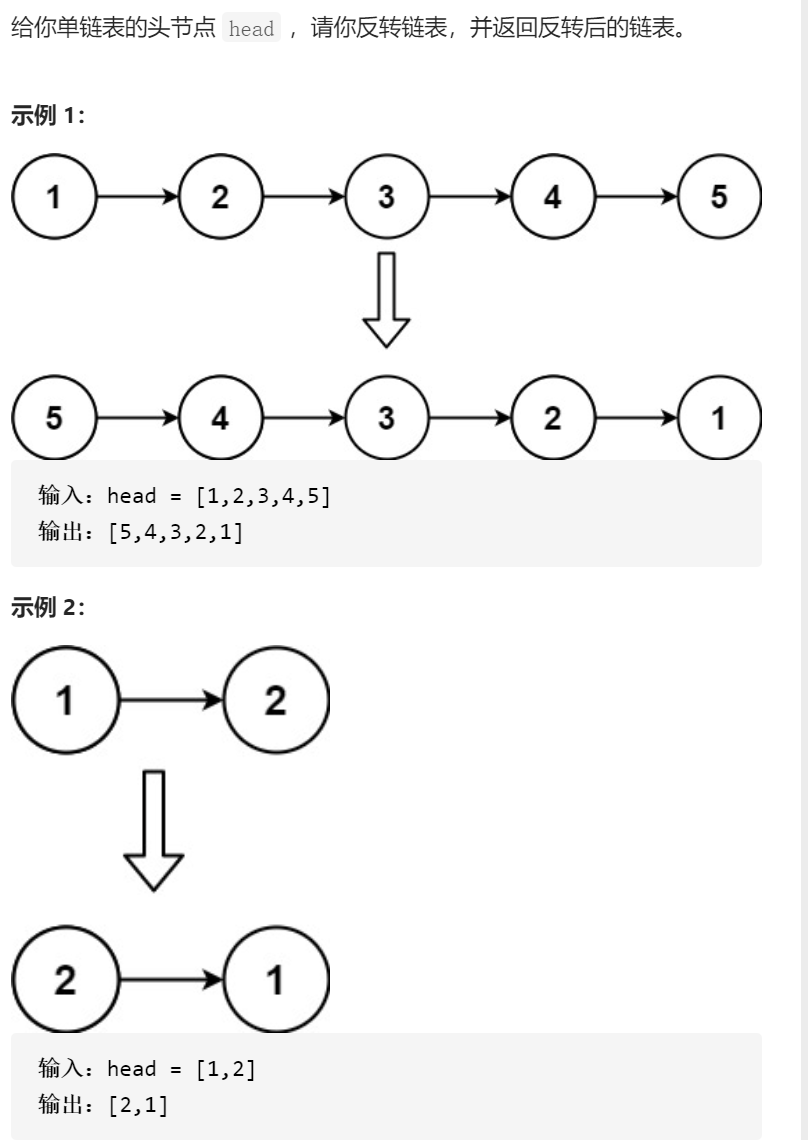 给你单链表的头节点 head ，请你反转链表，并返回反转后的链表。
示例 1：
1 2 3 4 5
5 4 3 2 1
输入：head = [1,2,3,4,5]
输出：[5,4,3,2,1]
示例 2：
1 2
2 1
输入：head = [1,2]
输出：[2,1]